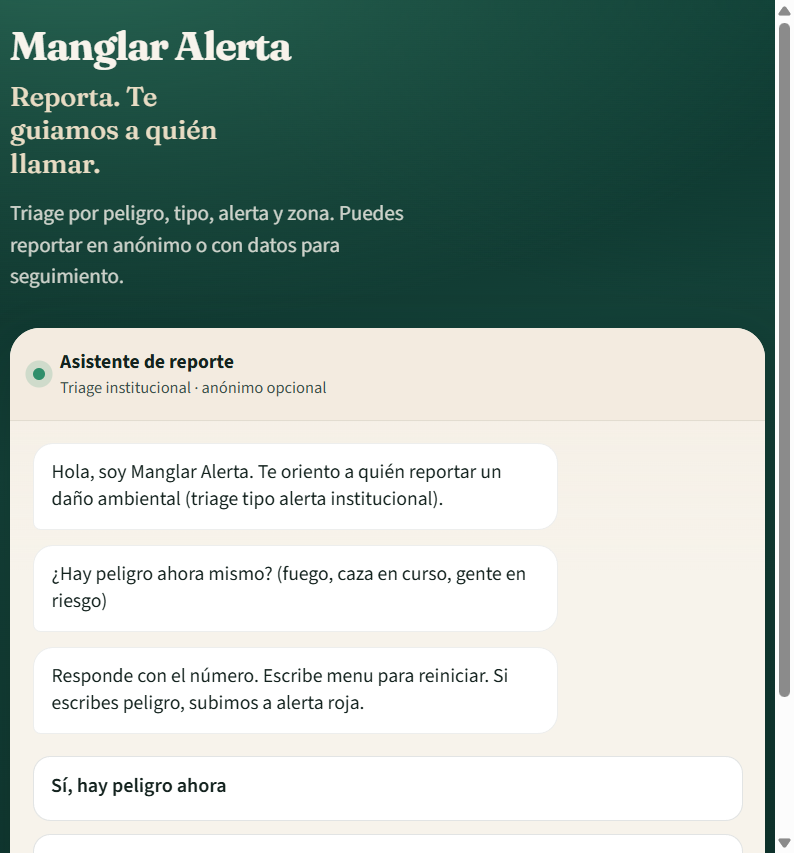 Manglar Alerta
Reporta. Te
guiamos a quién
llamar.
Triage por peligro, tipo, alerta y zona. Puedes
reportar en anónimo o con datos para
seguimiento.
Asistente de reporte
Triage institucional · anónimo opcional
Hola, soy Manglar Alerta. Te oriento a quién reportar un
daño ambiental (triage tipo alerta institucional).
¿Hay peligro ahora mismo? (fuego, caza en curso, gente en
riesgo)
Responde con el número. Escribe menu para reiniciar. Si
escribes peligro, subimos a alerta roja.
Sí, hay peligro ahora